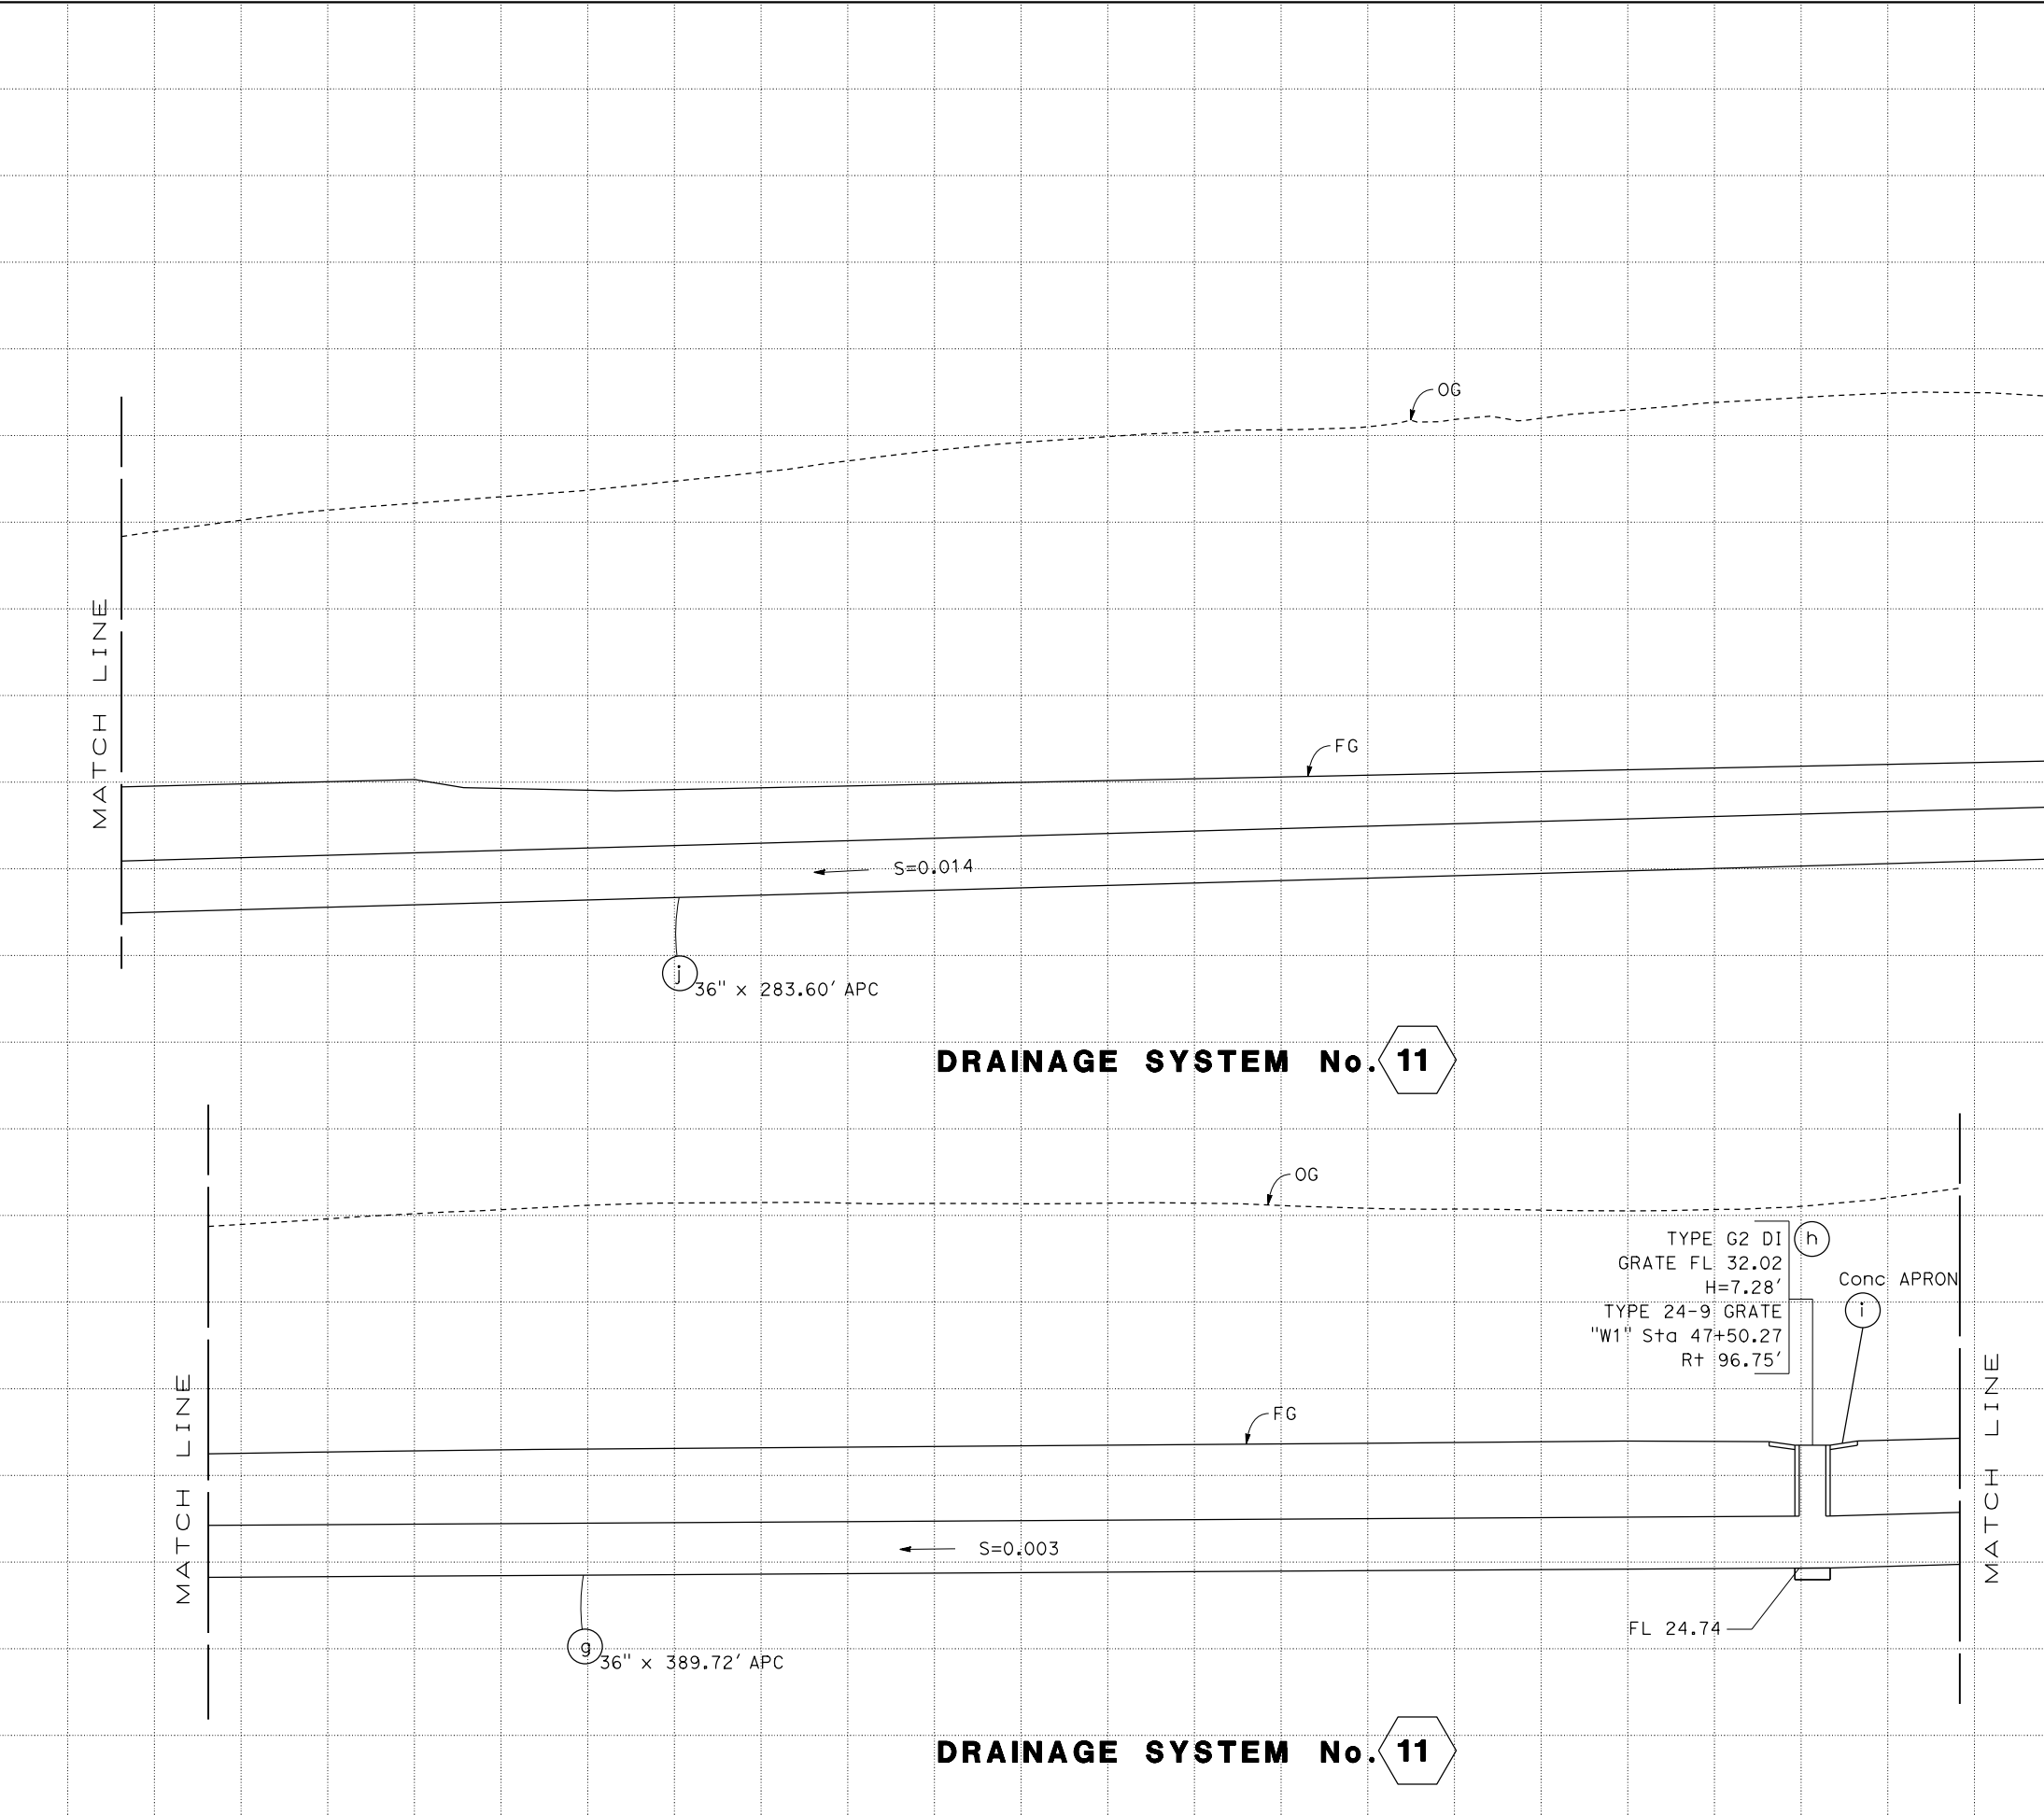 OG
MATCH LINE
FG
S=0.014
j
36" x 283.60' APC
DRAINAGE SYSTEM No. 11
OG
TYPE G2 DI
h
GRATE FL 32.02
H=7.28'
Conc APRON
i
TYPE 24-9 GRATE
"W1" Sta 47+50.27
Rt 96.75'
MATCH LINE
MATCH LINE
FG
S=0.003
FL 24.74
g
36" x 389.72' APC
DRAINAGE SYSTEM No. 11